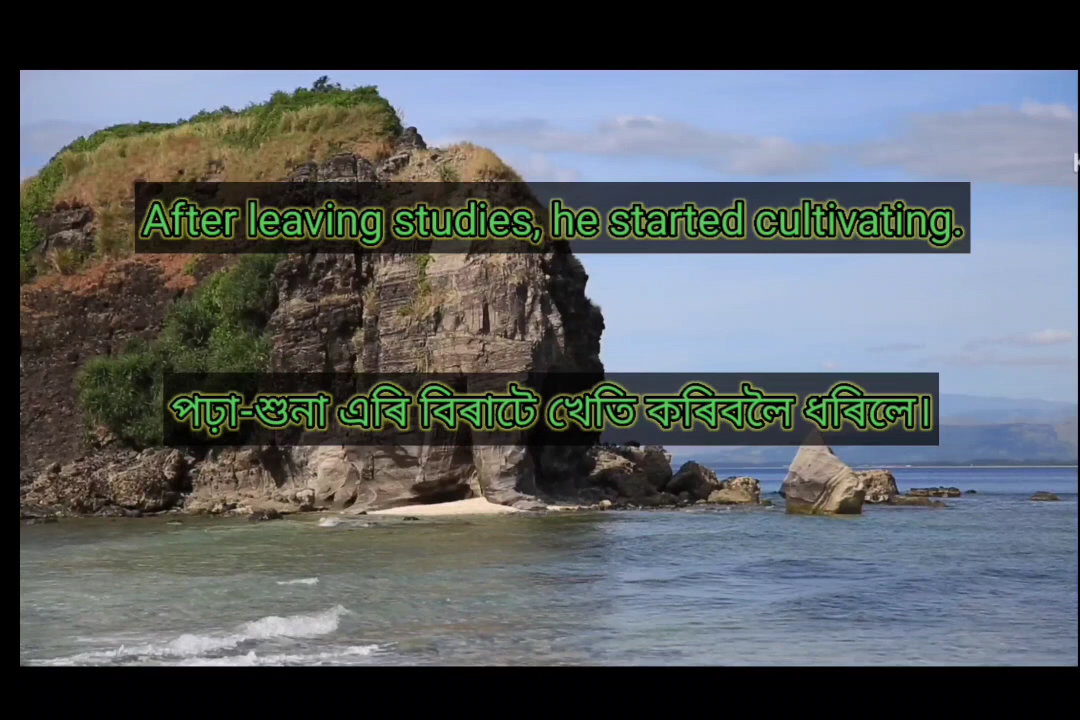 After leaving studies, he started cultivating.
পঢ়া-শুনা এৰি বিৰাটে খেতি কৰিবলৈ ধৰিলে।